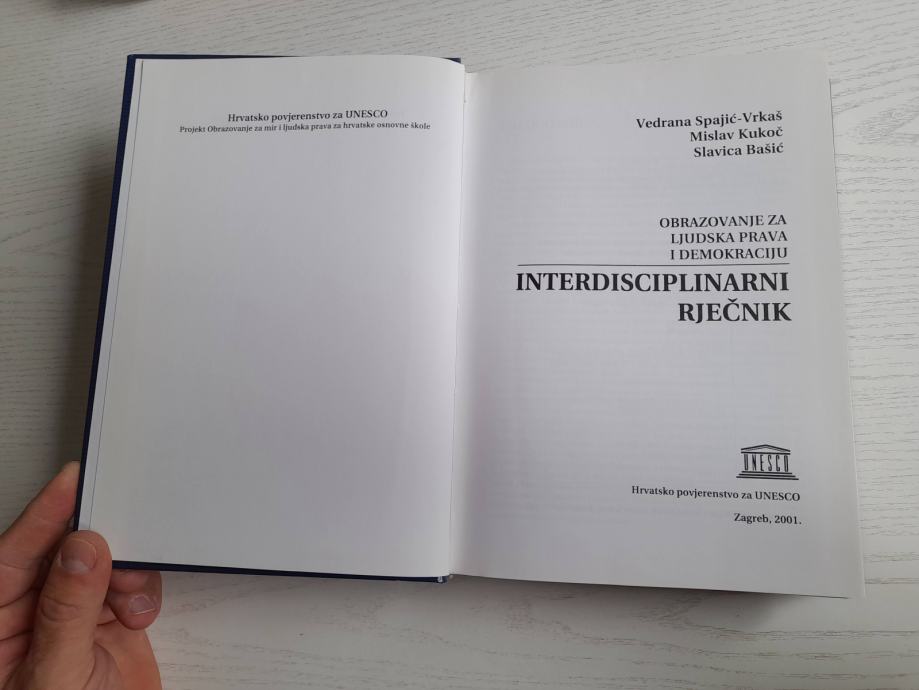 Hrvatsko povjerenstvo za UNESCO
Projekt Obrazovanje za mir i ljudska prava za hrvatske osnovne škole
Vedrana Spajić-Vrkaš
Mislav Kukoč
Slavica Bašić
OBRAZOVANJE ZA
LJUDSKA PRAVA
I DEMOKRACIJU
INTERDISCIPLINARNI
RJEČNIK
UNESCO
Hrvatsko povjerenstvo za UNESCO
Zagreb, 2001.